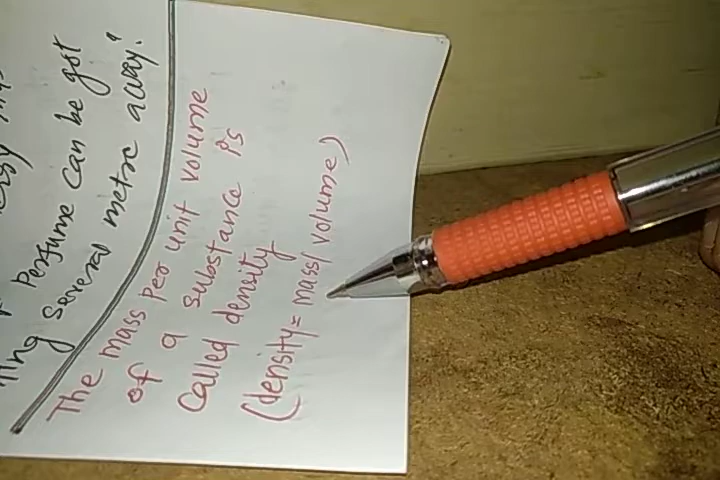 Perfume can be got
several metre away.
The mass per unit volume
of a substance is
called density
(density = mass/volume)